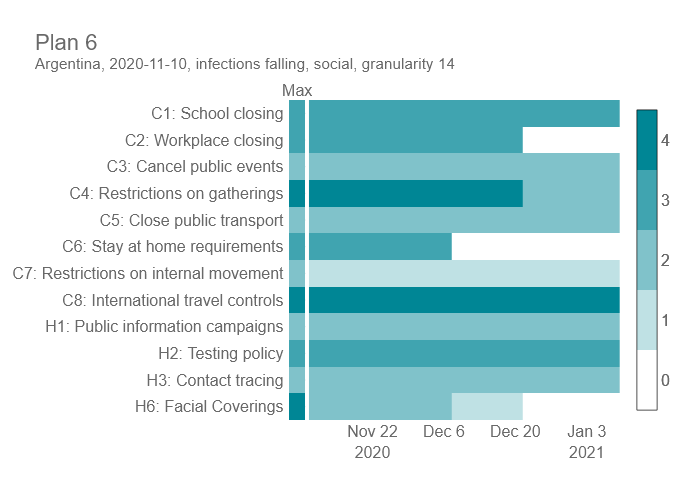 Plan 6
Argentina, 2020-11-10, infections falling, social, granularity 14
Max
C1: School closing
C2: Workplace closing
C3: Cancel public events
C4: Restrictions on gatherings
C5: Close public transport
C6: Stay at home requirements
C7: Restrictions on internal movement
C8: International travel controls
H1: Public information campaigns
H2: Testing policy
H3: Contact tracing
H6: Facial Coverings
4
3
2
1
0
Nov 22 Dec 6 Dec 20 Jan 3
2020 2021